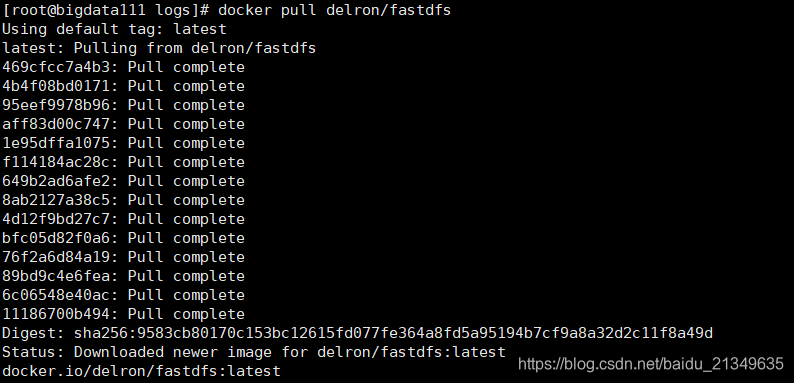 [root@bigdata111 logs]# docker pull delron/fastdfs
Using default tag: latest
latest: Pulling from delron/fastdfs
469cfcc7a4b3: Pull complete
4b4f08bd0171: Pull complete
95eef9978b96: Pull complete
aff83d00c747: Pull complete
1e95dffa1075: Pull complete
f114184ac28c: Pull complete
649b2ad6afe2: Pull complete
8ab2127a38c5: Pull complete
4d12f9bd27c7: Pull complete
bfc05d82f0a6: Pull complete
76f2a6d84a19: Pull complete
89bd9c4e6fea: Pull complete
6c06548e40ac: Pull complete
11186700b494: Pull complete
Digest: sha256:9583cb80170c153bc12615fd077fe364a8fd5a95194b7cf9a8a32d2c11f8a49d
Status: Downloaded newer image for delron/fastdfs:latest
docker.io/delron/fastdfs:latest
https://blog.csdn.net/baidu_21349635